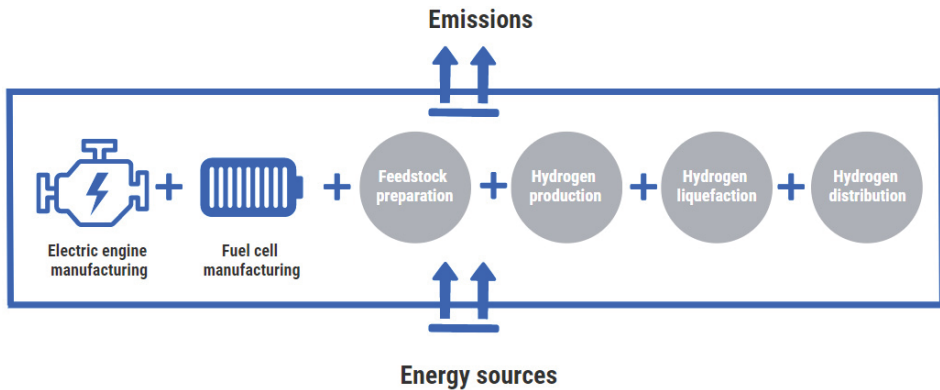 Emissions
+
+
+
+
+
Feedstock
preparation
Hydrogen
production
Hydrogen
liquefaction
Hydrogen
distribution
Electric engine
manufacturing
Fuel cell
manufacturing
Energy sources